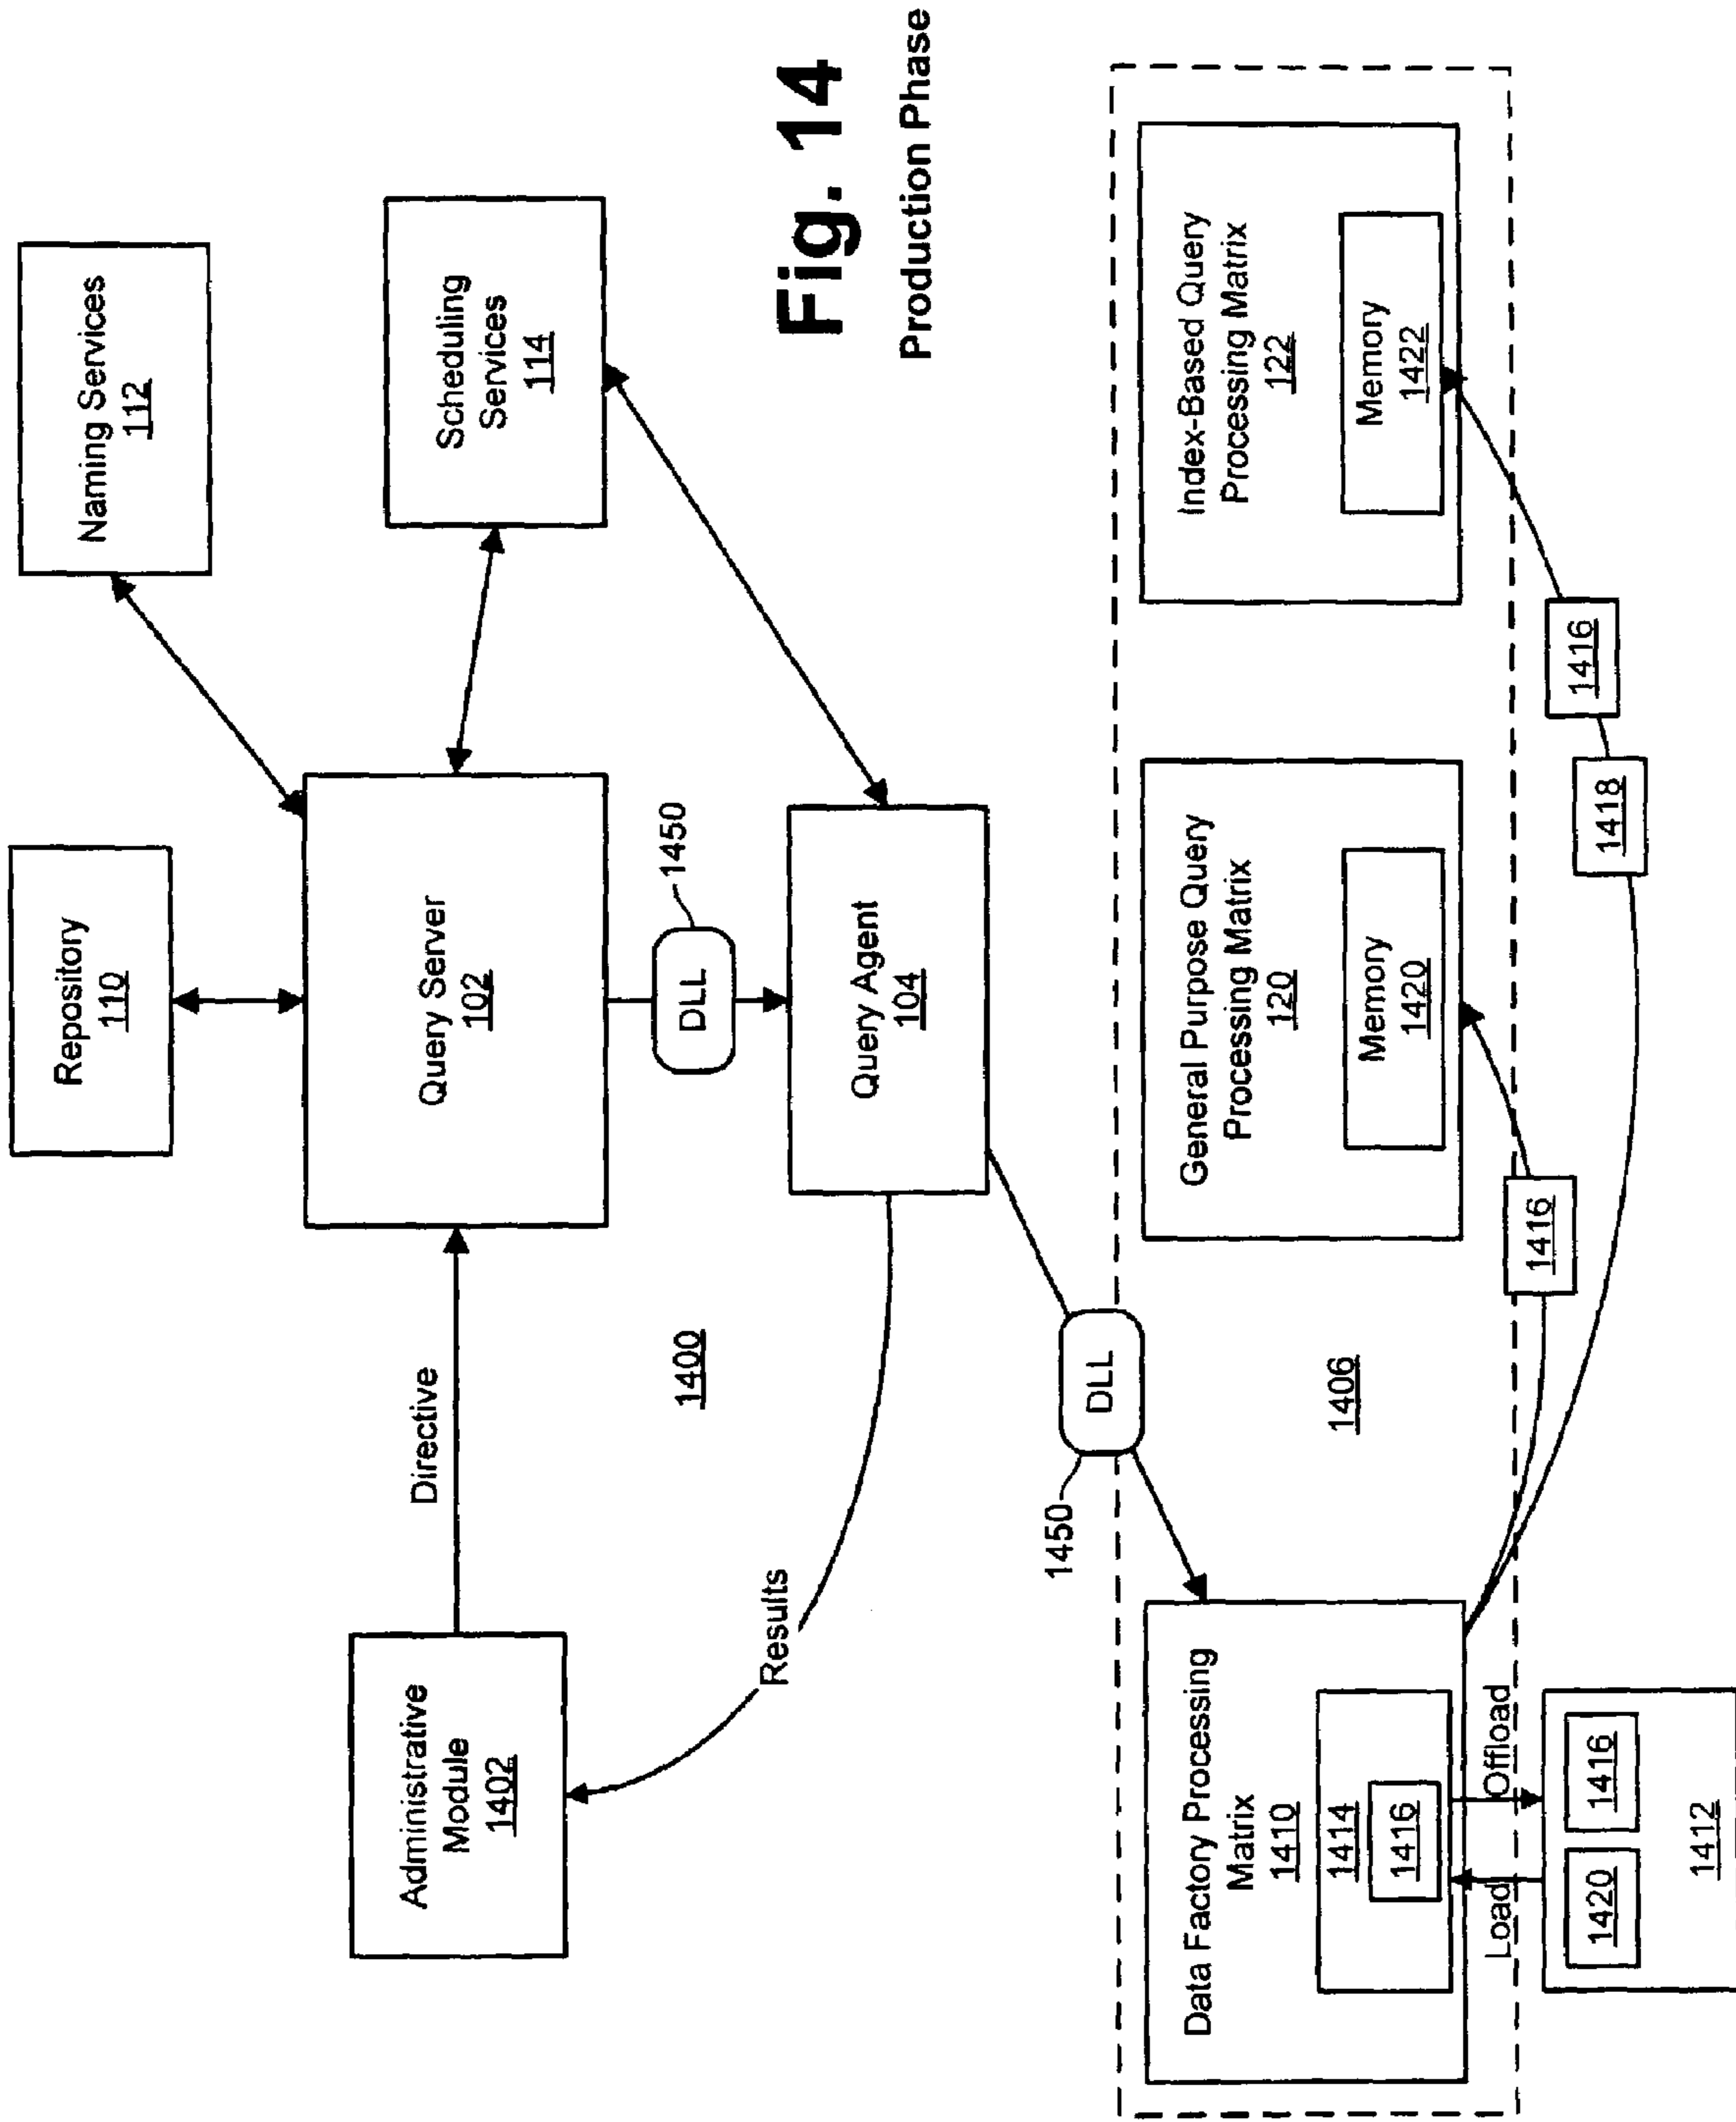 Repository
110
Naming Services
112
Administrative
Module
1402
Directive
Query Server
102
Scheduling
Services
114
DLL
1450
1400
Results
Query Agent
104
Fig. 14
Production Phase
1450
DLL
1406
Data Factory Processing
Matrix
1410
1414
1416
General Purpose Query
Processing Matrix
120
Memory
1420
Index-Based Query
Processing Matrix
122
Memory
1422
Load
Offload
1420
1416
1412
1416
1418
1416